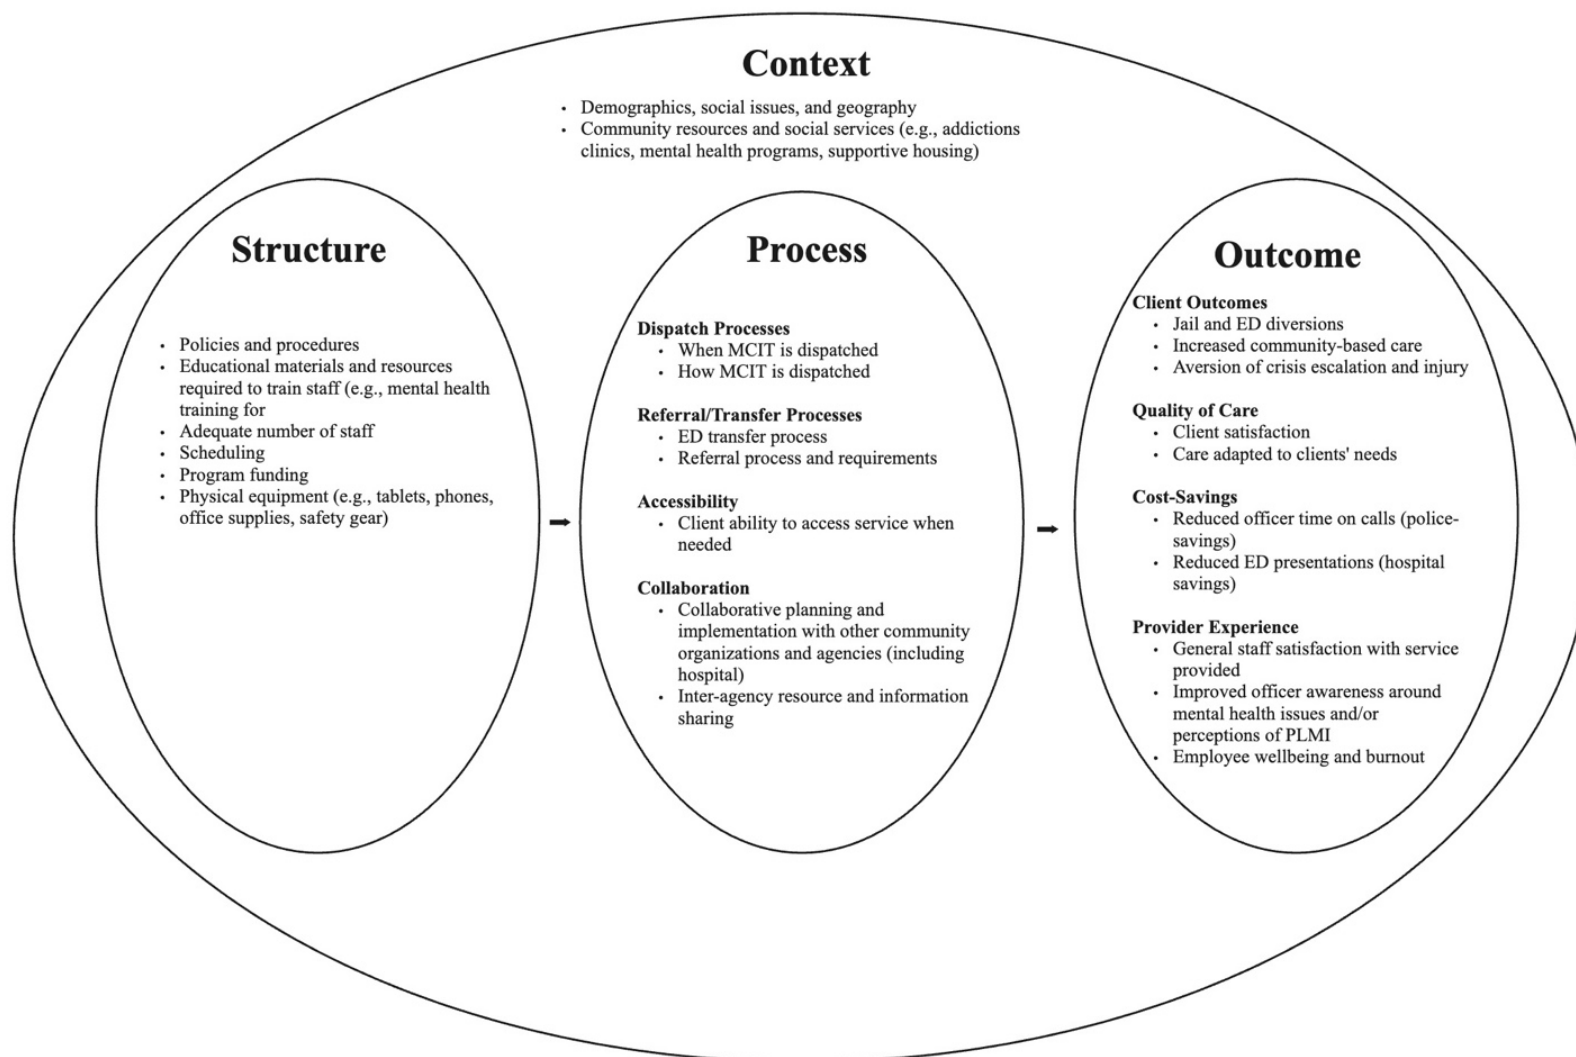 Context
• Demographics, social issues, and geography
• Community resources and social services (e.g., addictions
clinics, mental health programs, supportive housing)
Structure
• Policies and procedures
• Educational materials and resources
required to train staff (e.g., mental health
training for
• Adequate number of staff
• Scheduling
• Program funding
• Physical equipment (e.g., tablets, phones,
office supplies, safety gear)
Process
Dispatch Processes
• When MCIT is dispatched
• How MCIT is dispatched
Referral/Transfer Processes
• ED transfer process
• Referral process and requirements
Accessibility
• Client ability to access service when
needed
Collaboration
• Collaborative planning and
implementation with other community
organizations and agencies (including
hospital)
• Inter-agency resource and information
sharing
Outcome
Client Outcomes
• Jail and ED diversions
• Increased community-based care
• Aversion of crisis escalation and injury
Quality of Care
• Client satisfaction
• Care adapted to clients' needs
Cost-Savings
• Reduced officer time on calls (police-
savings)
• Reduced ED presentations (hospital
savings)
Provider Experience
• General staff satisfaction with service
provided
• Improved officer awareness around
mental health issues and/or
perceptions of PLMI
• Employee wellbeing and burnout